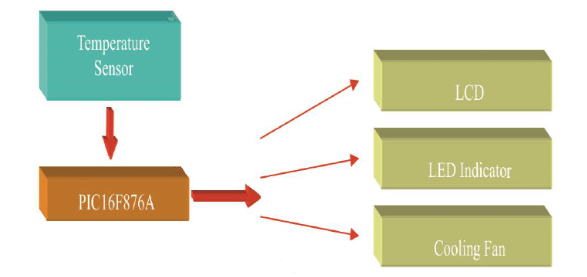 Temperature
Sensor
PIC16F876A
LCD
LED Indicator
Cooling Fan